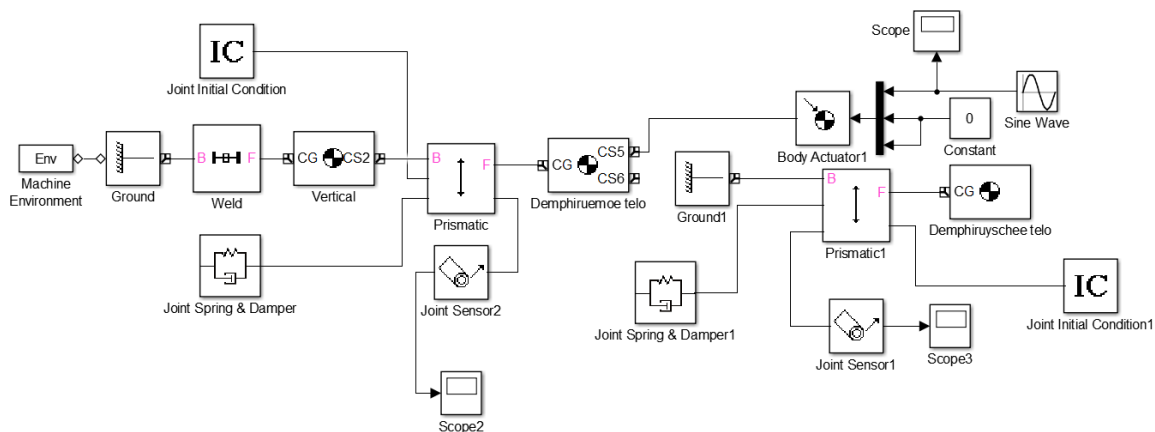 IC
Joint Initial Condition
Scope
Sine Wave
0
Constant
Body Actuator1
Env
Machine
Environment
Ground
B F
Weld
CG CS2
Vertical
B F
Prismatic
CG CS5
CS6
Demphiruemoe telo
Ground1
B F
Prismatic1
CG
Demphiruyschee telo
Joint Spring & Damper
Joint Sensor2
Joint Spring & Damper1
Joint Sensor1
Scope3
IC
Joint Initial Condition1
Scope2